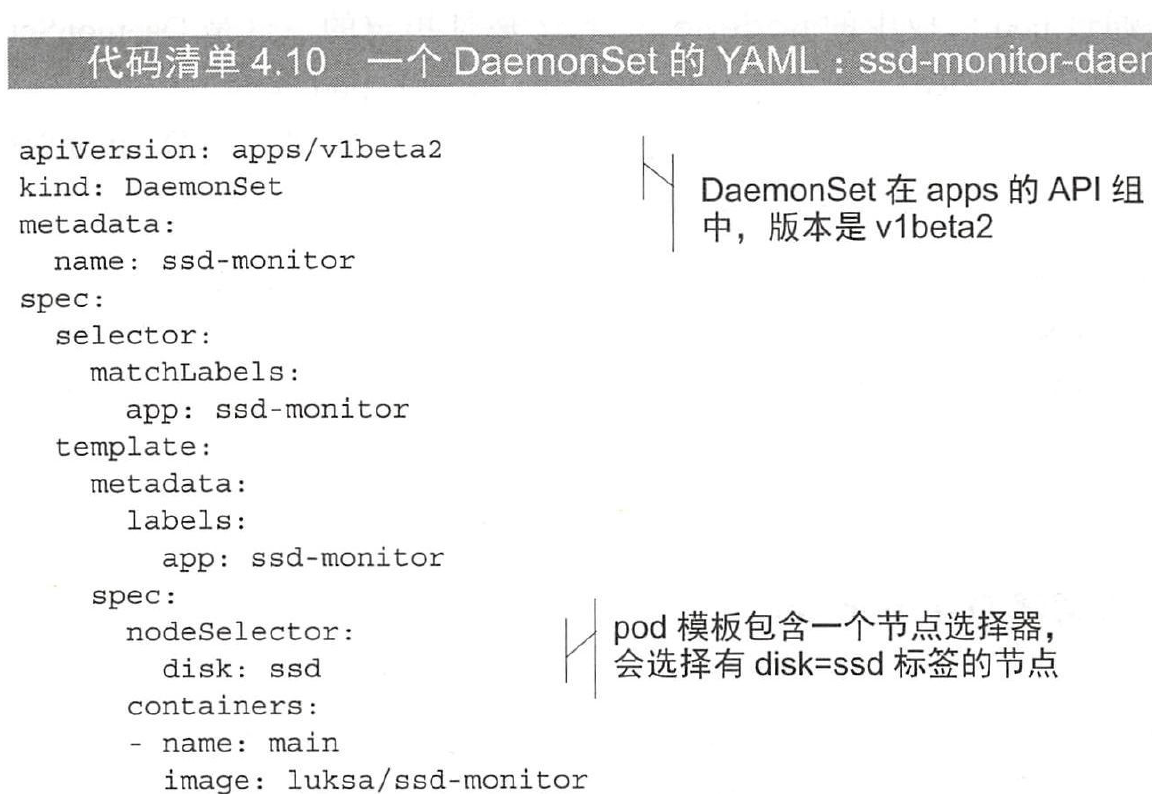 代码清单 4.10 一个 DaemonSet 的 YAML：ssd-monitor-daem
apiVersion: apps/v1beta2
kind: DaemonSet
metadata:
  name: ssd-monitor
spec:
  selector:
    matchLabels:
      app: ssd-monitor
  template:
    metadata:
      labels:
        app: ssd-monitor
    spec:
      nodeSelector:
        disk: ssd
      containers:
      - name: main
        image: luksa/ssd-monitor
DaemonSet 在 apps 的 API 组
中，版本是 v1beta2
pod 模板包含一个节点选择器，
会选择有 disk=ssd 标签的节点